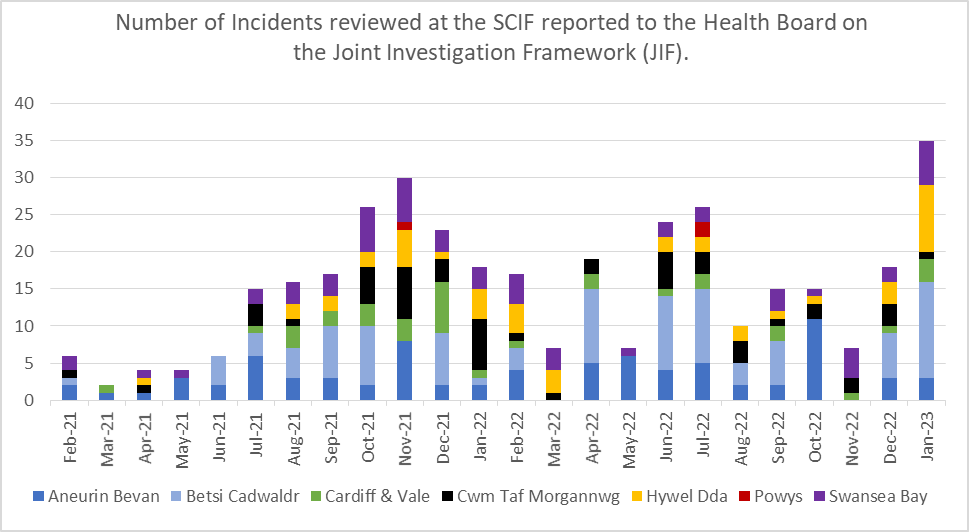 Number of Incidents reviewed at the SCIF reported to the Health Board on
the Joint Investigation Framework (JIF).
40
35
30
25
20
15
10
5
0
Feb-21 Mar-21 Apr-21 May-21 Jun-21 Jul-21 Aug-21 Sep-21 Oct-21 Nov-21 Dec-21 Jan-22 Feb-22 Mar-22 Apr-22 May-22 Jun-22 Jul-22 Aug-22 Sep-22 Oct-22 Nov-22 Dec-22 Jan-23
Aneurin Bevan Betsi Cadwaldr Cardiff & Vale Cwm Taf Morgannwg Hywel Dda Powys Swansea Bay